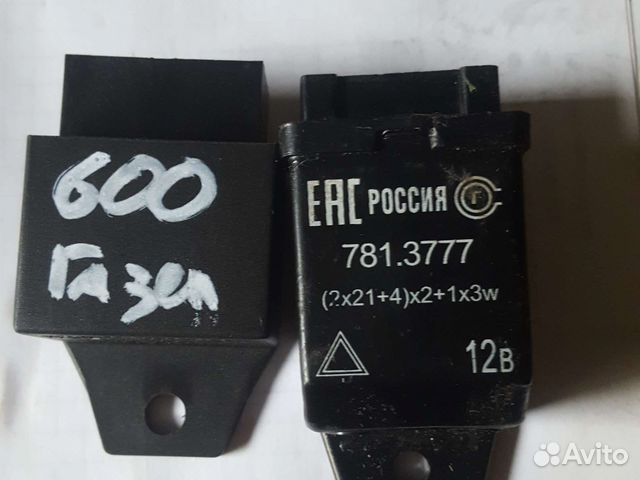 600
Газел
ЕАС РОССИЯ Г
781.3777
(2x21+4)x2+1x3w
12В
Avito